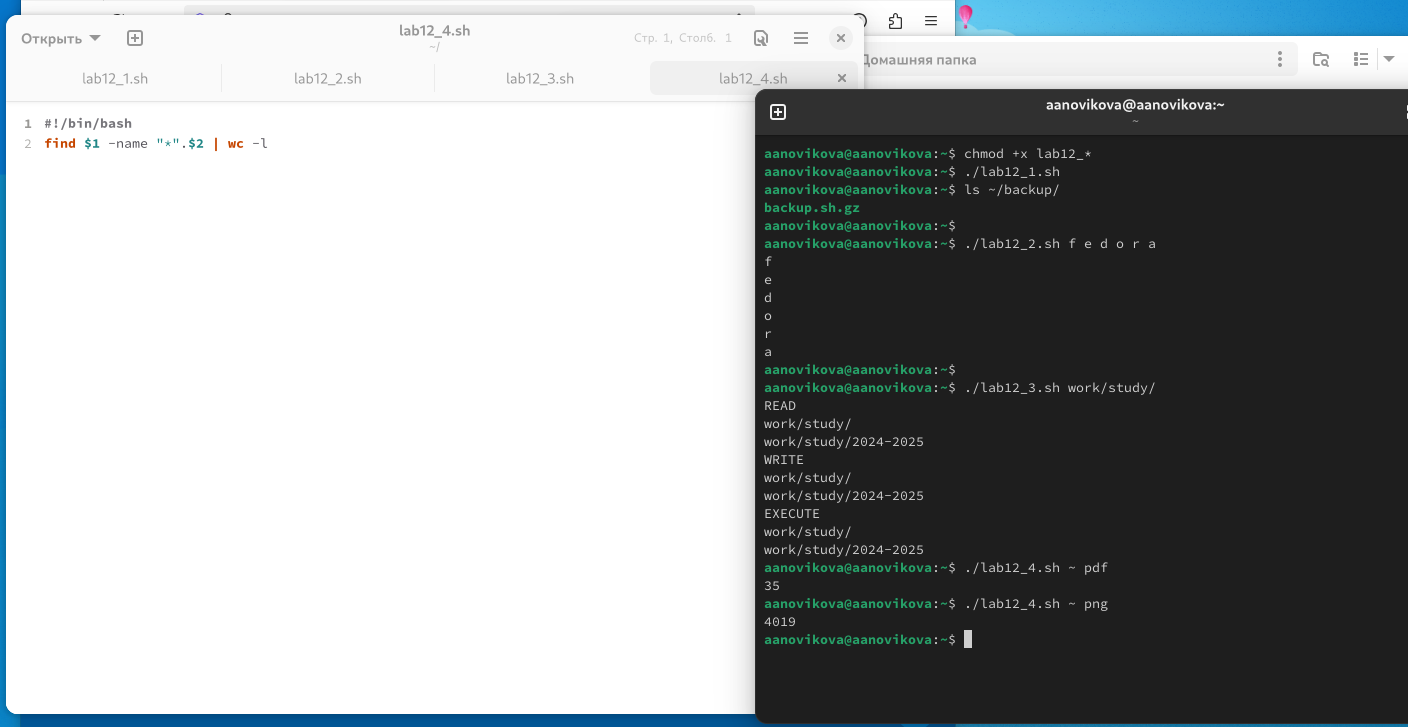 Открыть
lab12_4.sh
~/
Стр. 1, Столб. 1
lab12_1.sh
lab12_2.sh
lab12_3.sh
lab12_4.sh
1 #!/bin/bash
2 find $1 -name "*".$2 | wc -l
Домашняя папка
aanovikova@aanovikova:~
~
aanovikova@aanovikova:~$ chmod +x lab12_*
aanovikova@aanovikova:~$ ./lab12_1.sh
aanovikova@aanovikova:~$ ls ~/backup/
backup.sh.gz
aanovikova@aanovikova:~$
aanovikova@aanovikova:~$ ./lab12_2.sh f e d o r a
f
e
d
o
r
a
aanovikova@aanovikova:~$
aanovikova@aanovikova:~$ ./lab12_3.sh work/study/
READ
work/study/
work/study/2024-2025
WRITE
work/study/
work/study/2024-2025
EXECUTE
work/study/
work/study/2024-2025
aanovikova@aanovikova:~$ ./lab12_4.sh ~ pdf
35
aanovikova@aanovikova:~$ ./lab12_4.sh ~ png
4019
aanovikova@aanovikova:~$